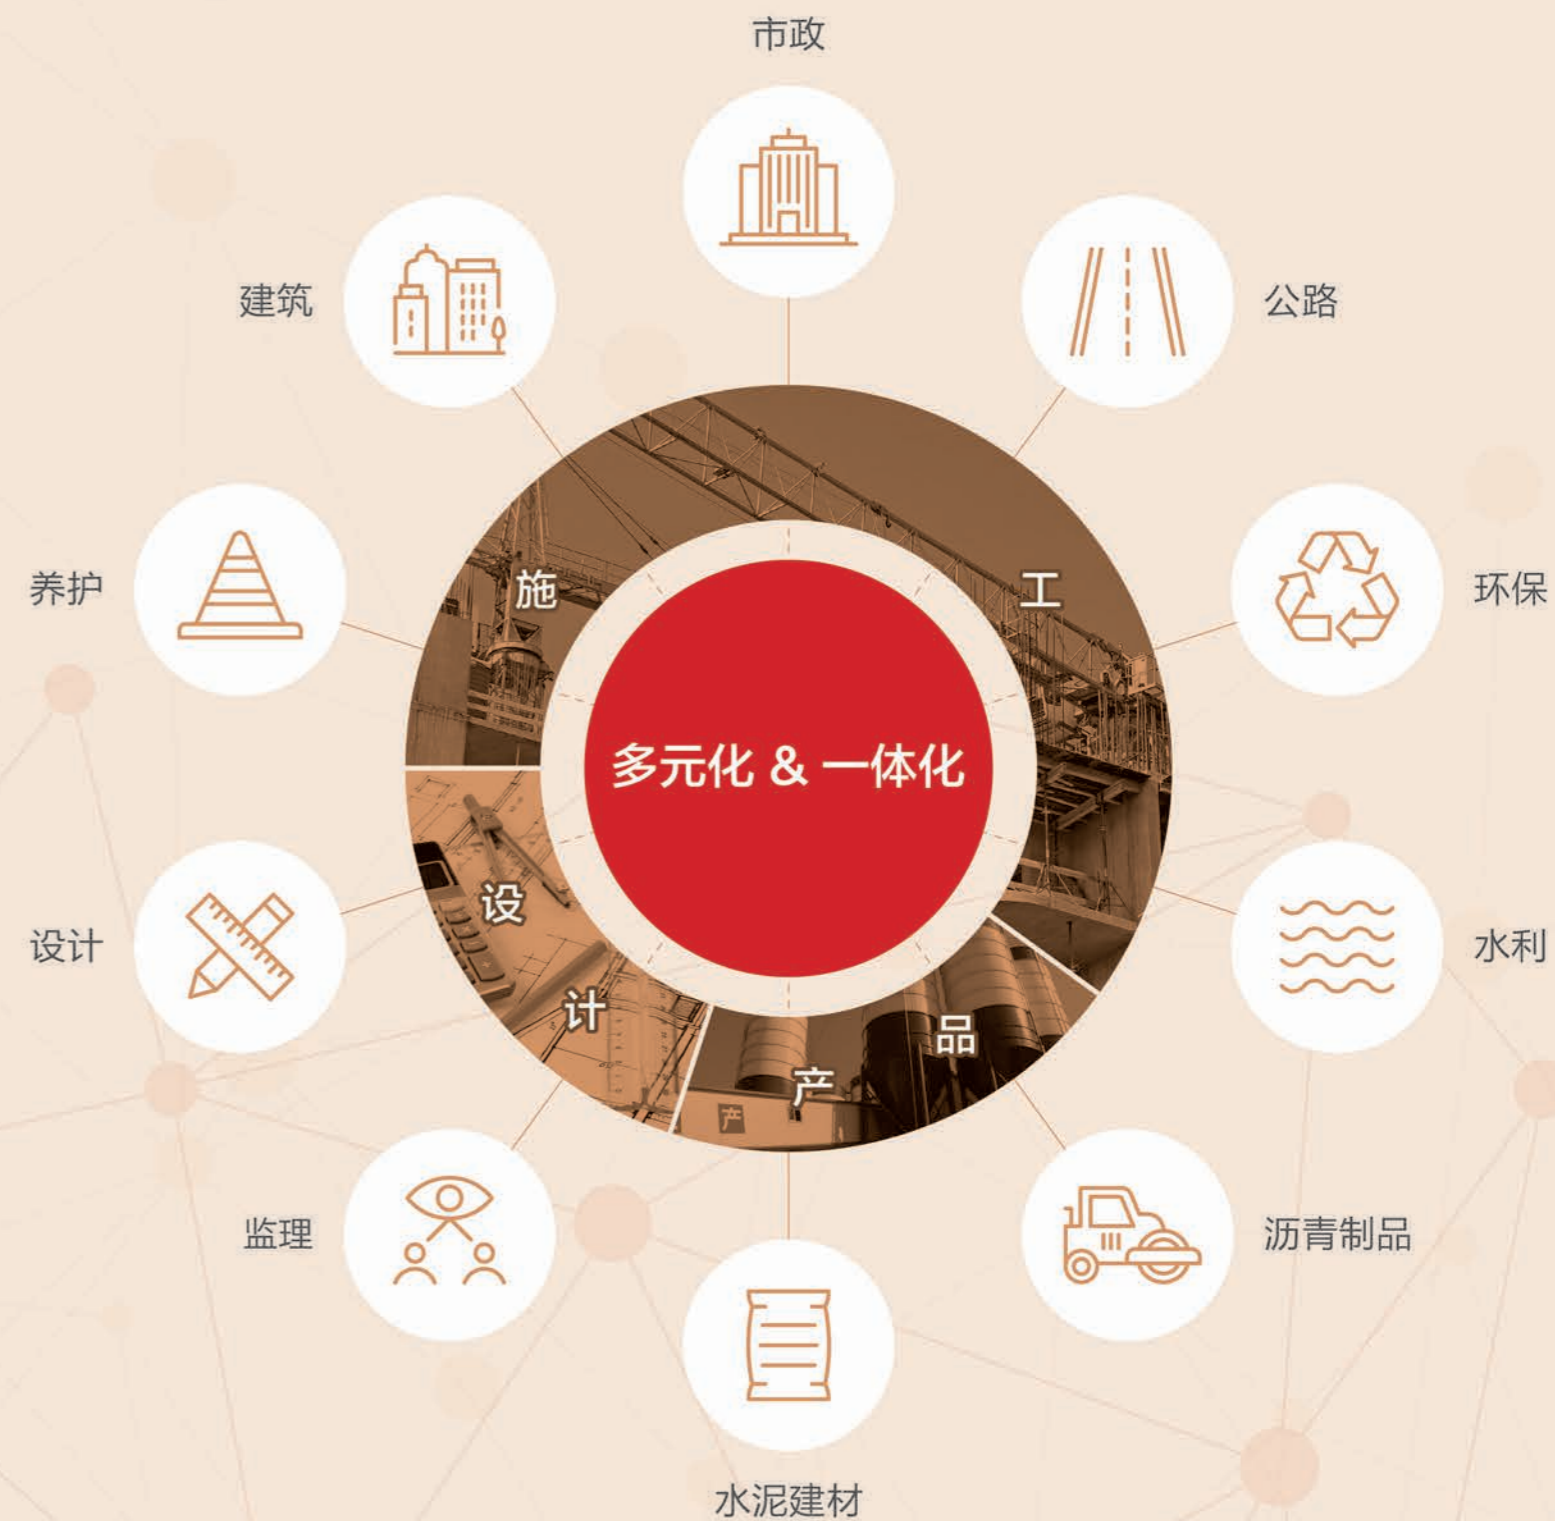 市政
建筑
公路
养护
施
工
环保
多元化 & 一体化
设
计
设计
水利
品
产
产
监理
沥青制品
水泥建材